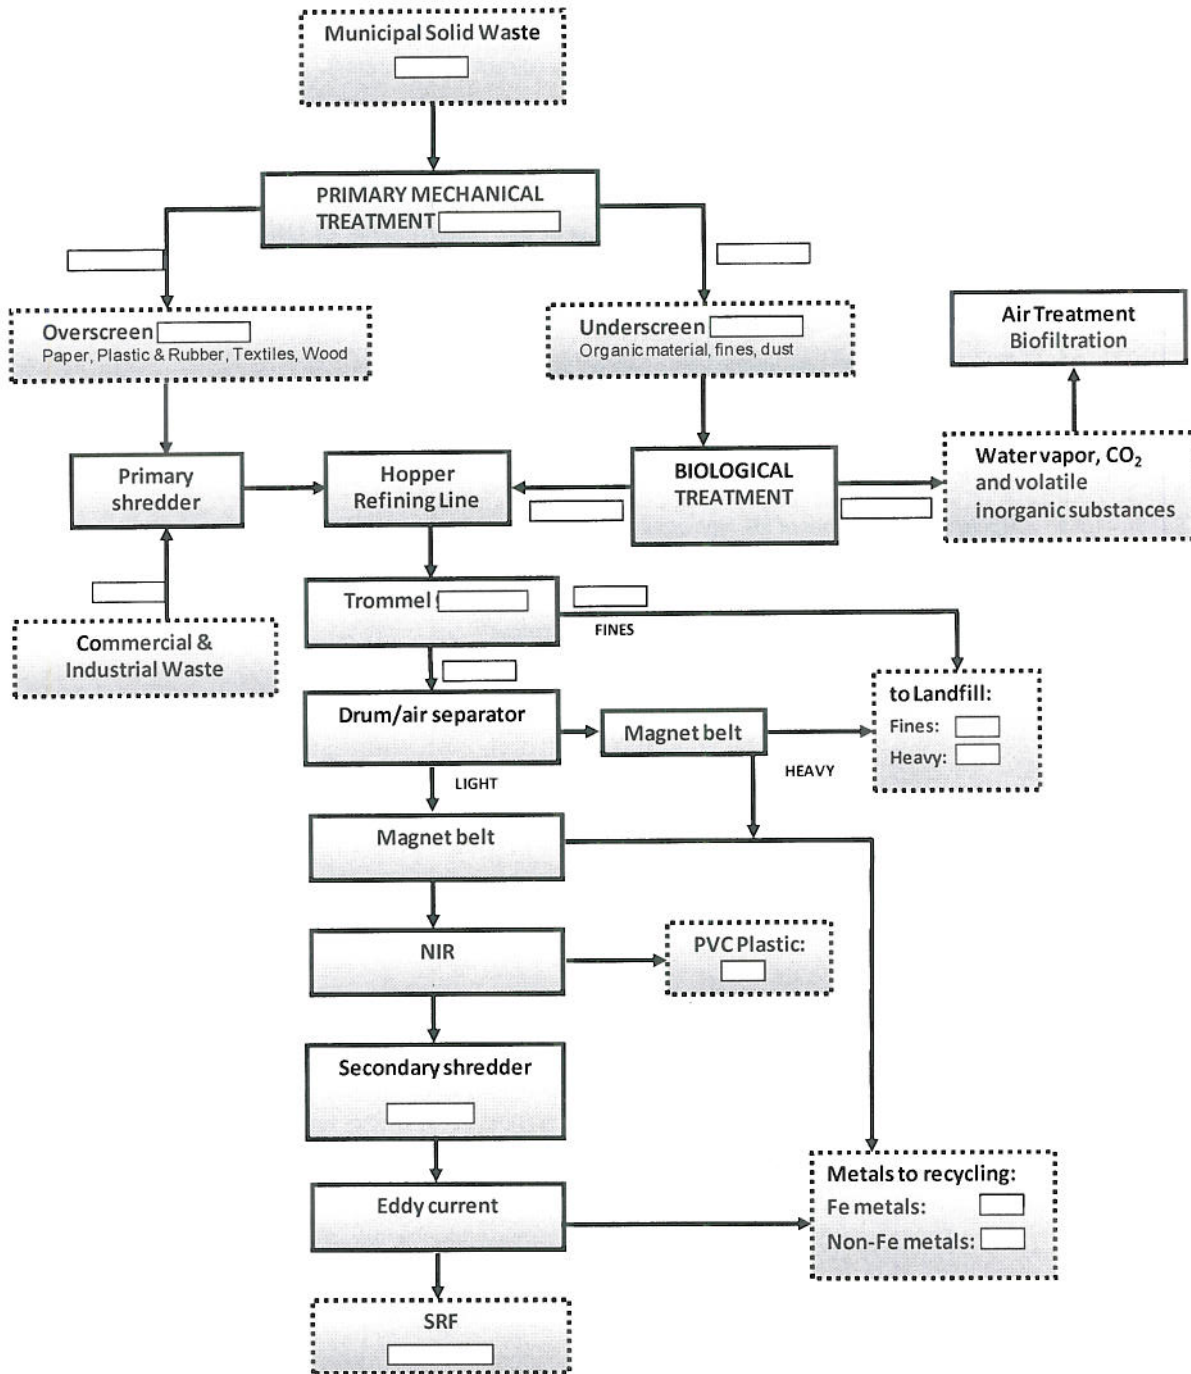 Municipal Solid Waste
PRIMARY MECHANICAL
TREATMENT
Overscreen
Paper, Plastic & Rubber, Textiles, Wood
Underscreen
Organic material, fines, dust
Air Treatment
Biofiltration
Primary
shredder
Hopper
Refining Line
BIOLOGICAL
TREATMENT
Water vapor, CO₂
and volatile
inorganic substances
Trommel
FINES
Commercial &
Industrial Waste
Drum/air separator
Magnet belt
to Landfill:
Fines:
Heavy:
HEAVY
LIGHT
Magnet belt
NIR
PVC Plastic:
Secondary shredder
Eddy current
Metals to recycling:
Fe metals:
Non-Fe metals:
SRF